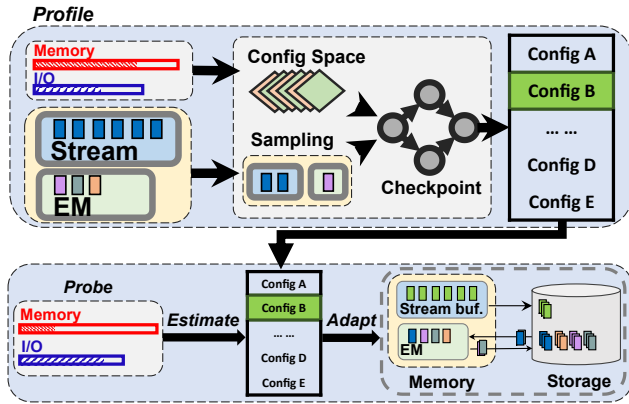 Profile
Memory
I/O
Stream
EM
Config Space
Sampling
Checkpoint
Config A
Config B
... ...
Config D
Config E
Probe
Memory
I/O
Estimate
Config A
Config B
... ...
Config D
Config E
Adapt
Stream buf.
EM
Memory
Storage